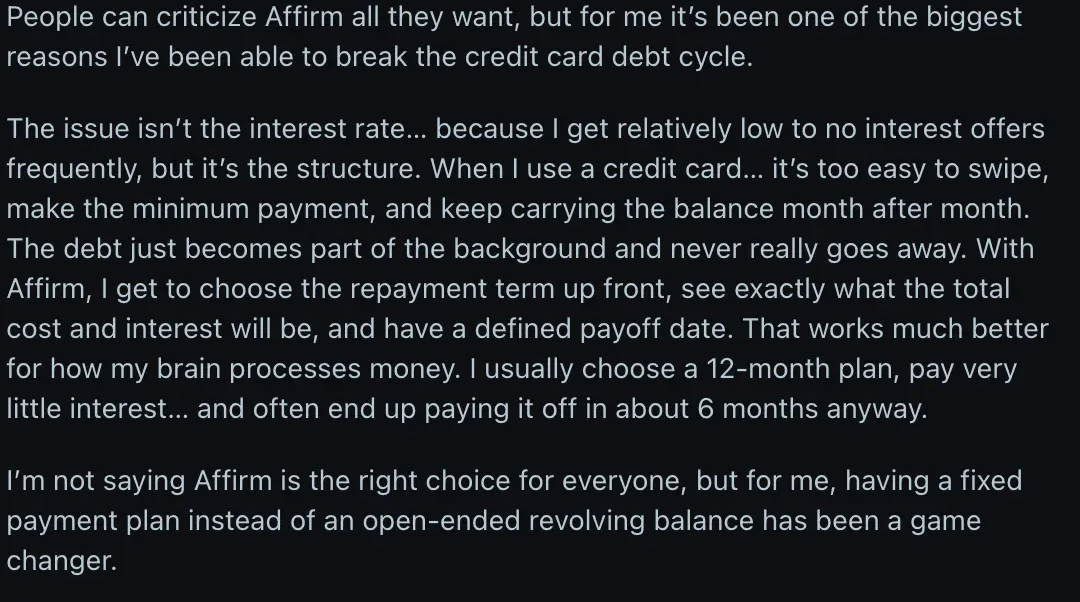 People can criticize Affirm all they want, but for me it’s been one of the biggest
reasons I’ve been able to break the credit card debt cycle.
The issue isn’t the interest rate... because I get relatively low to no interest offers
frequently, but it’s the structure. When I use a credit card... it’s too easy to swipe,
make the minimum payment, and keep carrying the balance month after month.
The debt just becomes part of the background and never really goes away. With
Affirm, I get to choose the repayment term up front, see exactly what the total
cost and interest will be, and have a defined payoff date. That works much better
for how my brain processes money. I usually choose a 12-month plan, pay very
little interest... and often end up paying it off in about 6 months anyway.
I’m not saying Affirm is the right choice for everyone, but for me, having a fixed
payment plan instead of an open-ended revolving balance has been a game
changer.